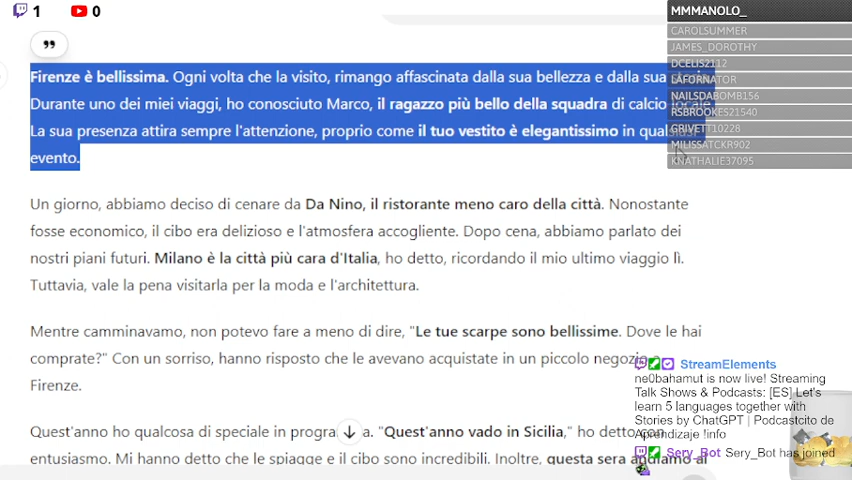 1
0
MMMANOLO_
CAROLSUMMER
JAMES_DOROTHY
DCELIS2112
LAFORNATOR
NAILSDABOMB156
RSBROOKES21540
GRIVETT10228
MILISSATCKR902
KNATHALIE37095
Firenze è bellissima. Ogni volta che la visito, rimango affascinata dalla sua bellezza e dalla sua
Durante uno dei miei viaggi, ho conosciuto Marco, il ragazzo più bello della squadra di calcio locale.
La sua presenza attira sempre l'attenzione, proprio come il tuo vestito è elegantissimo in qualsiasi
evento.
Un giorno, abbiamo deciso di cenare da Da Nino, il ristorante meno caro della città. Nonostante
fosse economico, il cibo era delizioso e l'atmosfera accogliente. Dopo cena, abbiamo parlato dei
nostri piani futuri. Milano è la città più cara d'Italia, ho detto, ricordando il mio ultimo viaggio lì.
Tuttavia, vale la pena visitarla per la moda e l'architettura.
Mentre camminavamo, non potevo fare a meno di dire, "Le tue scarpe sono bellissime. Dove le hai
comprate?" Con un sorriso, hanno risposto che le avevano acquistate in un piccolo negozio a
Firenze.
Quest'anno ho qualcosa di speciale in programma. "Quest'anno vado in Sicilia," ho detto con
entusiasmo. Mi hanno detto che le spiagge e il cibo sono incredibili. Inoltre, questa sera andiamo al
StreamElements
ne0bahamut is now live! Streaming
Talk Shows & Podcasts: [ES] Let's
learn 5 languages together with
Stories by ChatGPT | Podcastcito de
Aprendizaje !info
Sery_Bot Sery_Bot has joined